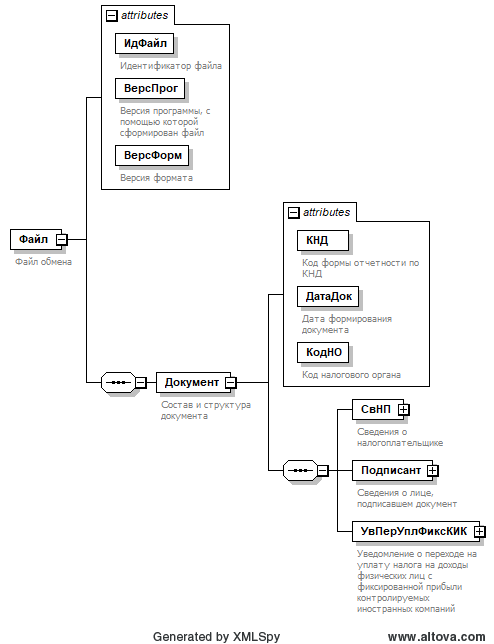 attributes
ИдФайл
Идентификатор файла
ВерсПрог
Версия программы, с
помощью которой
сформирован файл
ВерсФорм
Версия формата
Файл
Файл обмена
attributes
КНД
Код формы отчетности по
КНД
ДатаДок
Дата формирования
документа
КодНО
Код налогового органа
Документ
Состав и структура
документа
СвНП
Сведения о
налогоплательщике
Подписант
Сведения о лице,
подписавшем документ
УвПерУплФиксКИК
Уведомление о переходе на
уплату налога на доходы
физических лиц с
фиксированной прибыли
контролируемых
иностранных компаний
Generated by XMLSpy
www.altova.com